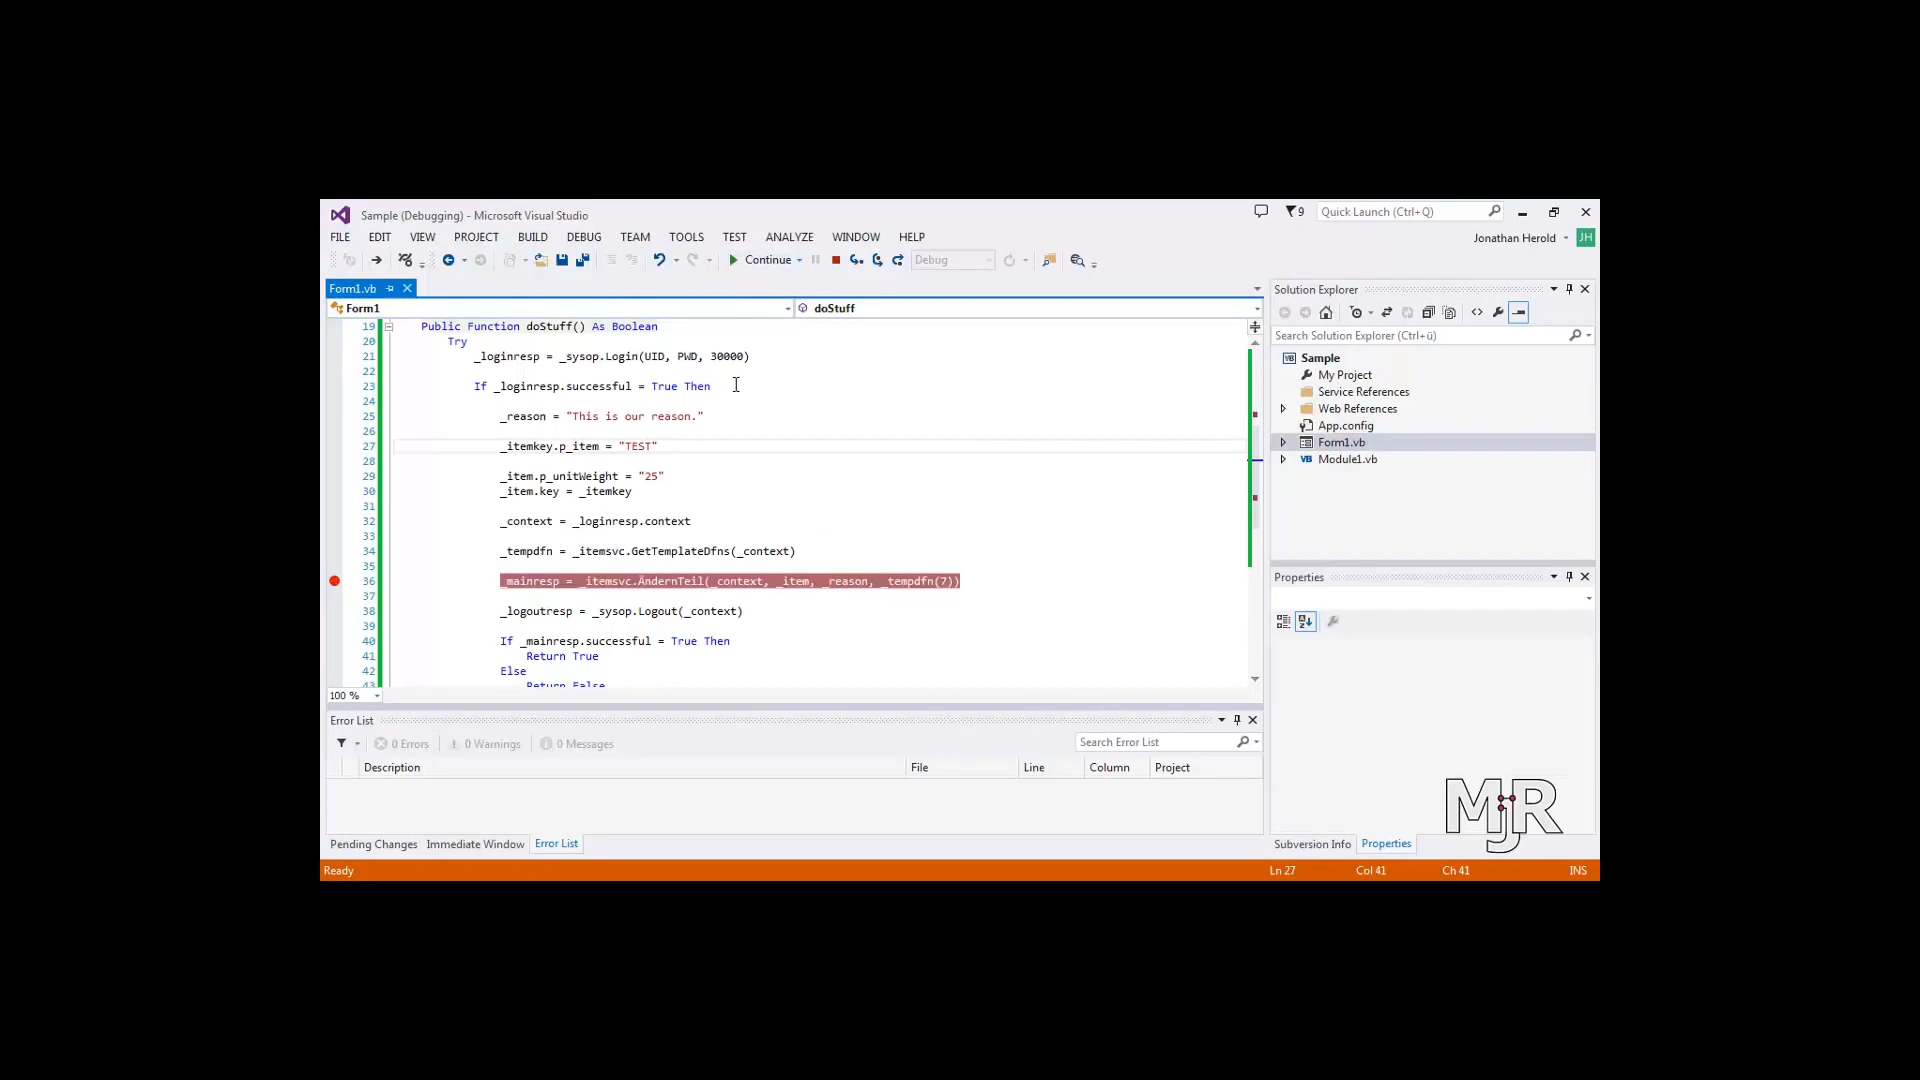 Sample (Debugging) - Microsoft Visual Studio
9
Quick Launch (Ctrl+Q)
FILE EDIT VIEW PROJECT BUILD DEBUG TEAM TOOLS TEST ANALYZE WINDOW HELP
Jonathan Herold JH
Continue Debug
Form1.vb
Form1 doStuff
19 Public Function doStuff() As Boolean
20 Try
21 _loginresp = _sysop.Login(UID, PWD, 30000)
22
23 If _loginresp.successful = True Then
24
25 _reason = "This is our reason."
26
27 _itemkey.p_item = "TEST"
28
29 _item.p_unitWeight = "25"
30 _item.key = _itemkey
31
32 _context = _loginresp.context
33
34 _tempdfn = _itemsvc.GetTemplateDfns(_context)
35
36 _mainresp = _itemsvc.ÄndernTeil(_context, _item, _reason, _tempdfn(7))
37
38 _logoutresp = _sysop.Logout(_context)
39
40 If _mainresp.successful = True Then
41 Return True
42 Else
43 Return False
100 %
Solution Explorer
Search Solution Explorer (Ctrl+ü)
VB Sample
My Project
Service References
Web References
App.config
Form1.vb
VB Module1.vb
Properties
Error List
0 Errors 0 Warnings 0 Messages
Search Error List
Description File Line Column Project
MjR
Pending Changes Immediate Window Error List
Subversion Info Properties
Ready Ln 27 Col 41 Ch 41 INS